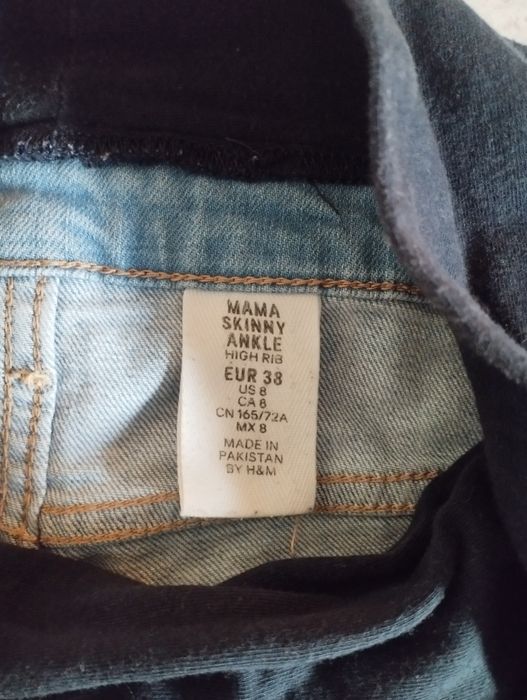 MAMA
SKINNY
ANKLE
HIGH RIB
EUR 38
US 8
CA 8
CN 165/72A
MX 8
MADE IN
PAKISTAN
BY H&M